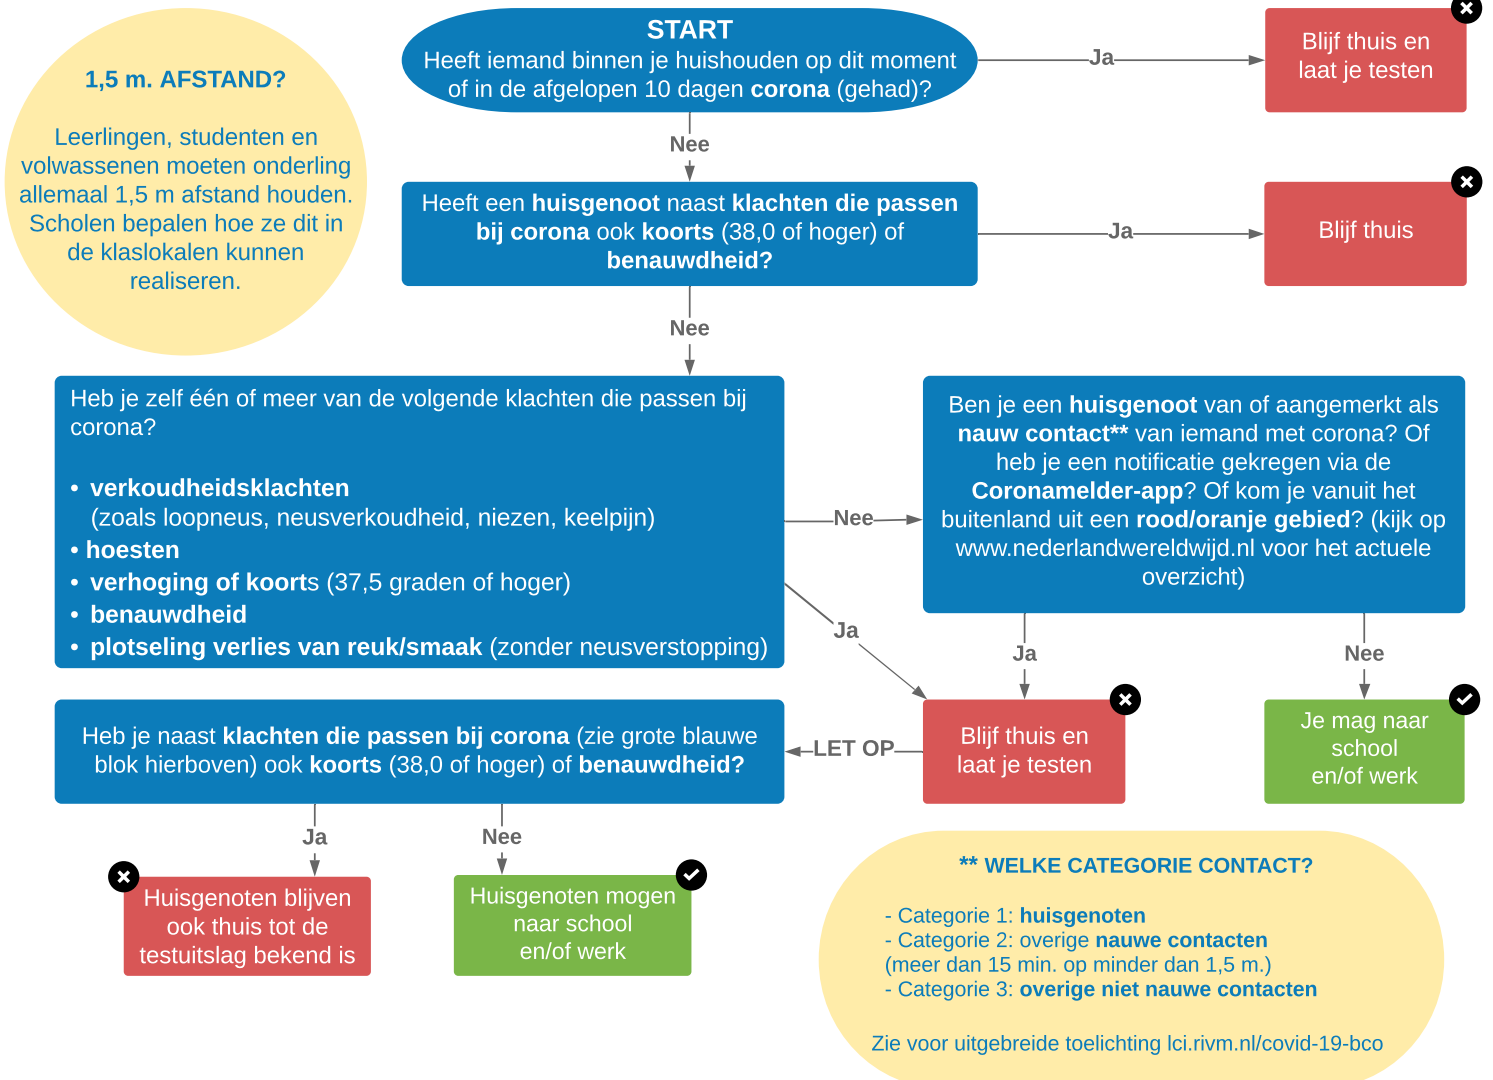 START
Heeft iemand binnen je huishouden op dit moment
of in de afgelopen 10 dagen corona (gehad)?
Ja
Blijf thuis en
laat je testen
1,5 m. AFSTAND?
Leerlingen, studenten en
volwassenen moeten onderling
allemaal 1,5 m afstand houden.
Scholen bepalen hoe ze dit in
de klaslokalen kunnen
realiseren.
Nee
Heeft een huisgenoot naast klachten die passen
bij corona ook koorts (38,0 of hoger) of
benauwdheid?
Ja
Blijf thuis
Nee
Heb je zelf één of meer van de volgende klachten die passen bij
corona?
• verkoudheidsklachten
(zoals loopneus, neusverkoudheid, niezen, keelpijn)
• hoesten
• verhoging of koorts (37,5 graden of hoger)
• benauwdheid
• plotseling verlies van reuk/smaak (zonder neusverstopping)
Nee
Ja
Ben je een huisgenoot van of aangemerkt als
nauw contact** van iemand met corona? Of
heb je een notificatie gekregen via de
Coronamelder-app? Of kom je vanuit het
buitenland uit een rood/oranje gebied? (kijk op
www.nederlandwereldwijd.nl voor het actuele
overzicht)
Ja
Nee
Blijf thuis en
laat je testen
Je mag naar
school
en/of werk
LET OP
Heb je naast klachten die passen bij corona (zie grote blauwe
blok hierboven) ook koorts (38,0 of hoger) of benauwdheid?
Ja
Nee
Huisgenoten blijven
ook thuis tot de
testuitslag bekend is
Huisgenoten mogen
naar school
en/of werk
** WELKE CATEGORIE CONTACT?
- Categorie 1: huisgenoten
- Categorie 2: overige nauwe contacten
(meer dan 15 min. op minder dan 1,5 m.)
- Categorie 3: overige niet nauwe contacten
Zie voor uitgebreide toelichting lci.rivm.nl/covid-19-bco